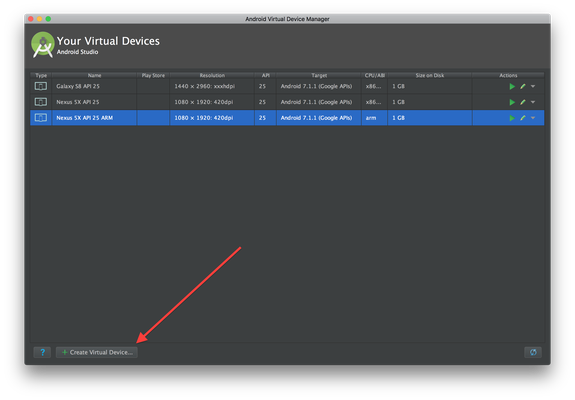 Android Virtual Device Manager
Your Virtual Devices
Android Studio
Type Name Play Store Resolution API Target CPU/ABI Size on Disk Actions
Galaxy S8 API 25 1440 × 2960: xxxhdpi 25 Android 7.1.1 (Google APIs) x86... 1 GB
Nexus 5X API 25 1080 × 1920: 420dpi 25 Android 7.1.1 (Google APIs) x86... 1 GB
Nexus 5X API 25 ARM 1080 × 1920: 420dpi 25 Android 7.1.1 (Google APIs) arm 1 GB
? + Create Virtual Device...